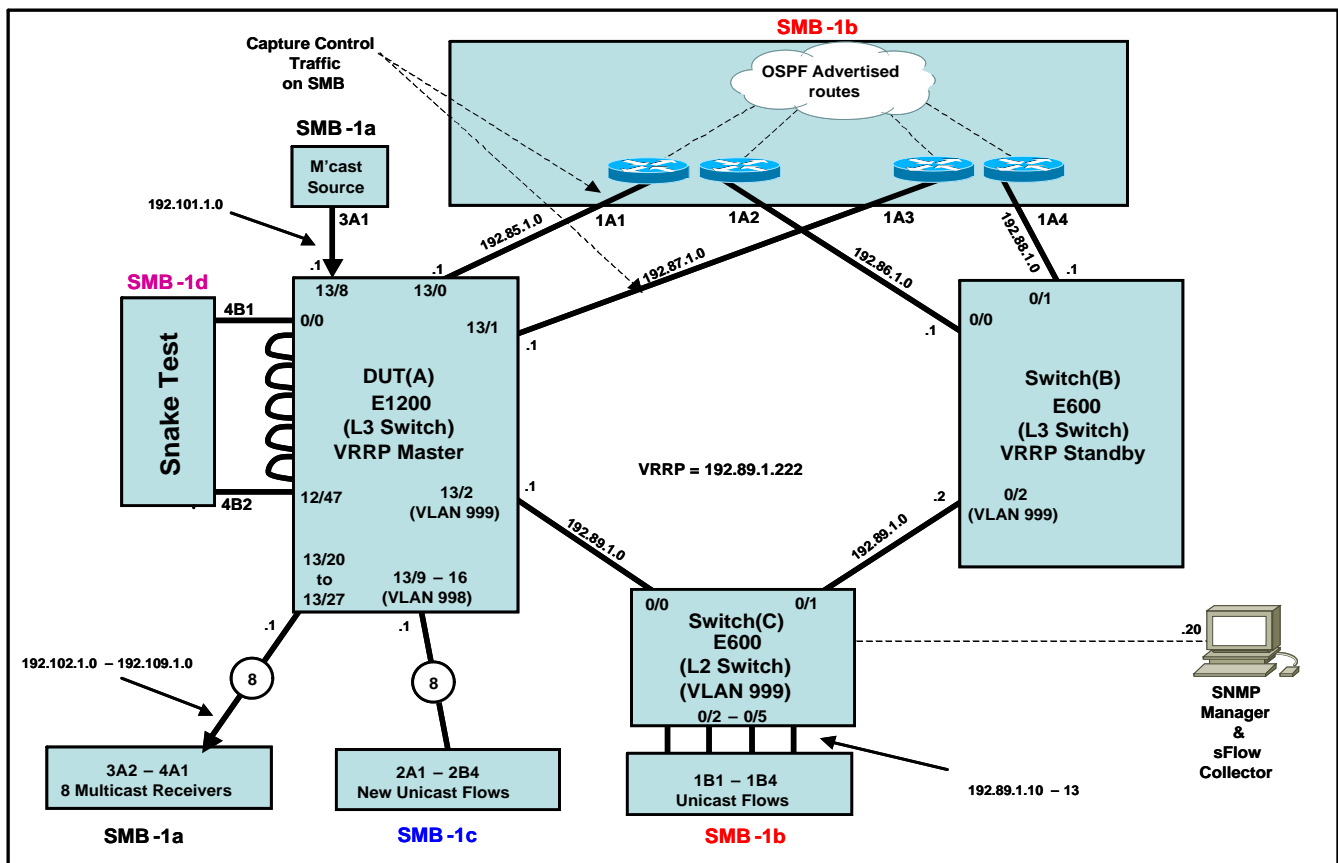 SMB -1b
Capture Control
Traffic
on SMB
OSPF Advertised
routes
SMB -1a
M'cast
Source
192.101.1.0
3A1
1A1
1A2
1A3
1A4
192.85.1.0
192.87.1.0
192.86.1.0
192.88.1.0
SMB -1d
.1
.1
.1
13/8
13/0
0/1
4B1
0/0
13/1
.1
.1
0/0
Snake Test
DUT(A)
E1200
(L3 Switch)
VRRP Master
Switch(B)
E600
(L3 Switch)
VRRP Standby
VRRP = 192.89.1.222
4B2
12/47
13/2
(VLAN 999)
.1
.2
0/2
(VLAN 999)
192.89.1.0
192.89.1.0
13/20
to
13/27
13/9 – 16
(VLAN 998)
0/0
0/1
Switch(C)
E600
(L2 Switch)
(VLAN 999)
0/2 – 0/5
.1
.1
.20
192.102.1.0 – 192.109.1.0
8
8
SNMP
Manager
&
sFlow
Collector
3A2 – 4A1
8 Multicast Receivers
2A1 – 2B4
New Unicast Flows
1B1 – 1B4
Unicast Flows
192.89.1.10 – 13
SMB -1a
SMB -1c
SMB -1b